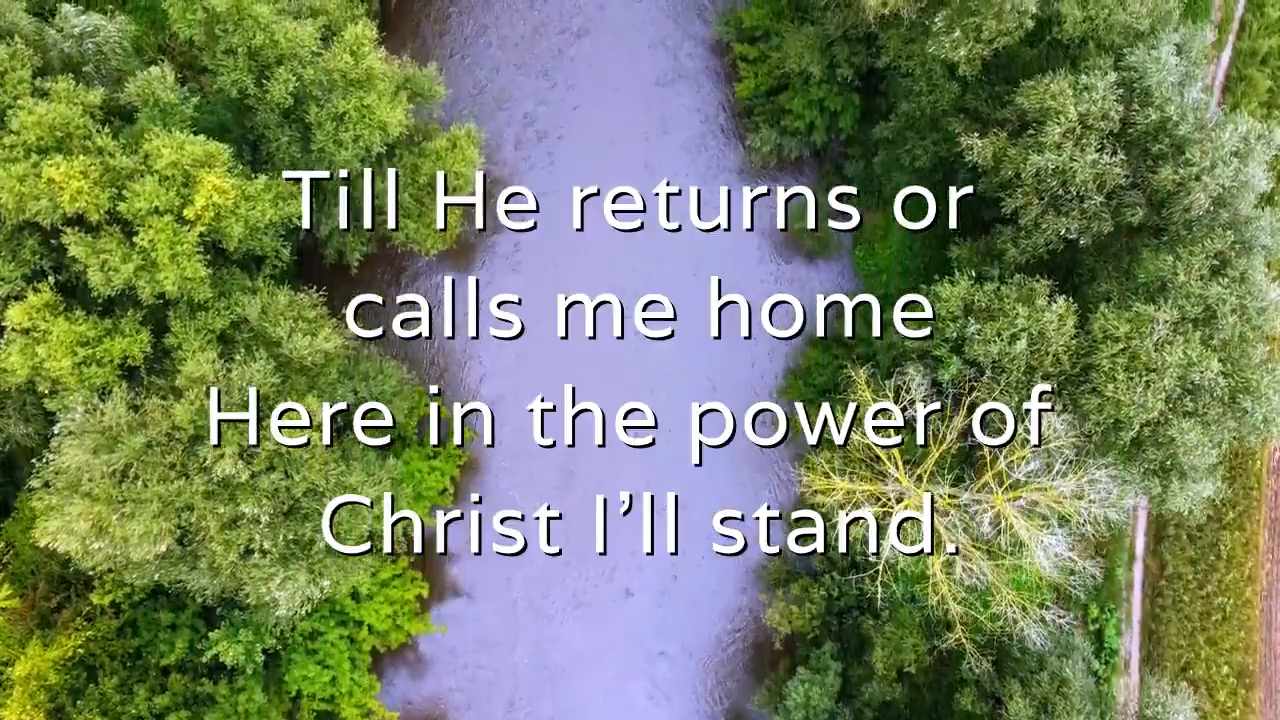 Till He returns or
calls me home
Here in the power of
Christ I’ll stand.